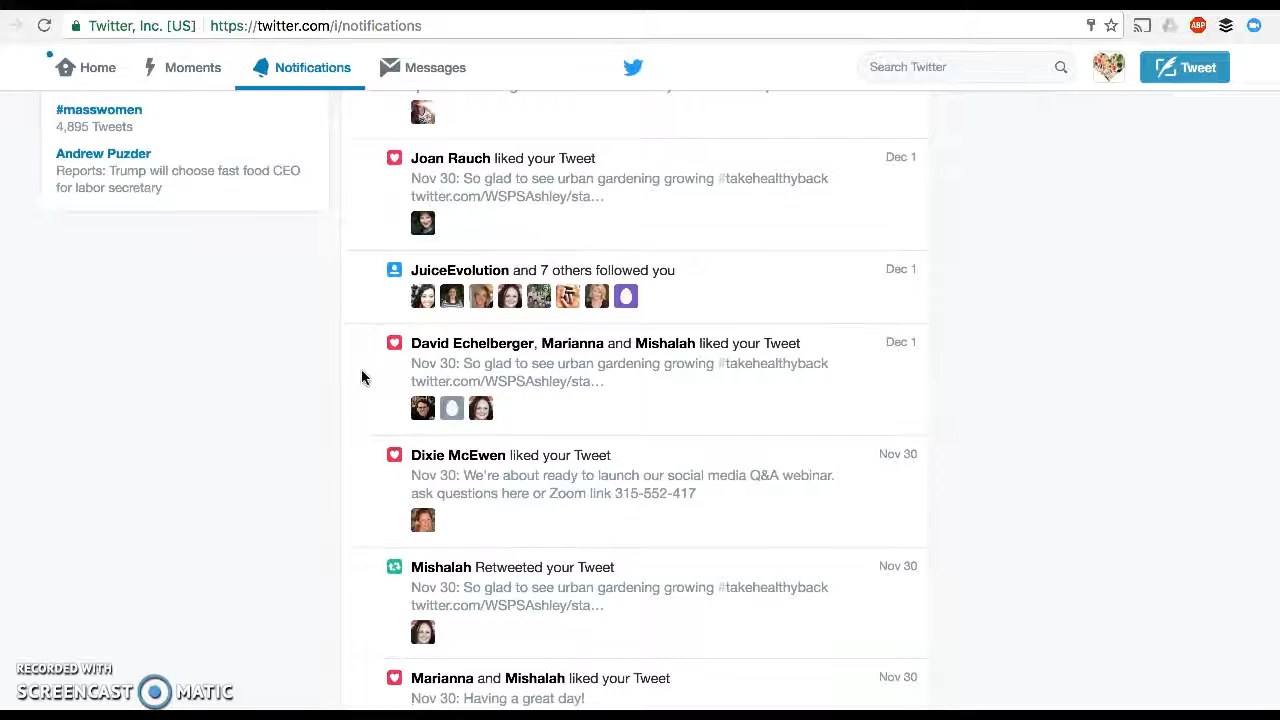 Twitter, Inc. [US] https://twitter.com/i/notifications
ABP
Home Moments Notifications Messages Search Twitter Tweet
#masswomen
4,895 Tweets
Andrew Puzder
Reports: Trump will choose fast food CEO
for labor secretary
Joan Rauch liked your Tweet Dec 1
Nov 30: So glad to see urban gardening growing #takehealthyback
twitter.com/WSPSAshley/sta…
JuiceEvolution and 7 others followed you Dec 1
David Echelberger, Marianna and Mishalah liked your Tweet Dec 1
Nov 30: So glad to see urban gardening growing #takehealthyback
twitter.com/WSPSAshley/sta…
Dixie McEwen liked your Tweet Nov 30
Nov 30: We're about ready to launch our social media Q&A webinar.
ask questions here or Zoom link 315-552-417
Mishalah Retweeted your Tweet Nov 30
Nov 30: So glad to see urban gardening growing #takehealthyback
twitter.com/WSPSAshley/sta…
Marianna and Mishalah liked your Tweet Nov 30
Nov 30: Having a great day!
RECORDED WITH
SCREENCAST MATIC